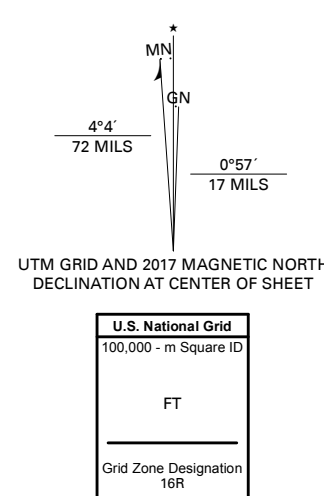 ★
MN
GN
4°4´
72 MILS
0°57´
17 MILS
UTM GRID AND 2017 MAGNETIC NORTH
DECLINATION AT CENTER OF SHEET
U.S. National Grid
100,000 - m Square ID
FT
Grid Zone Designation
16R